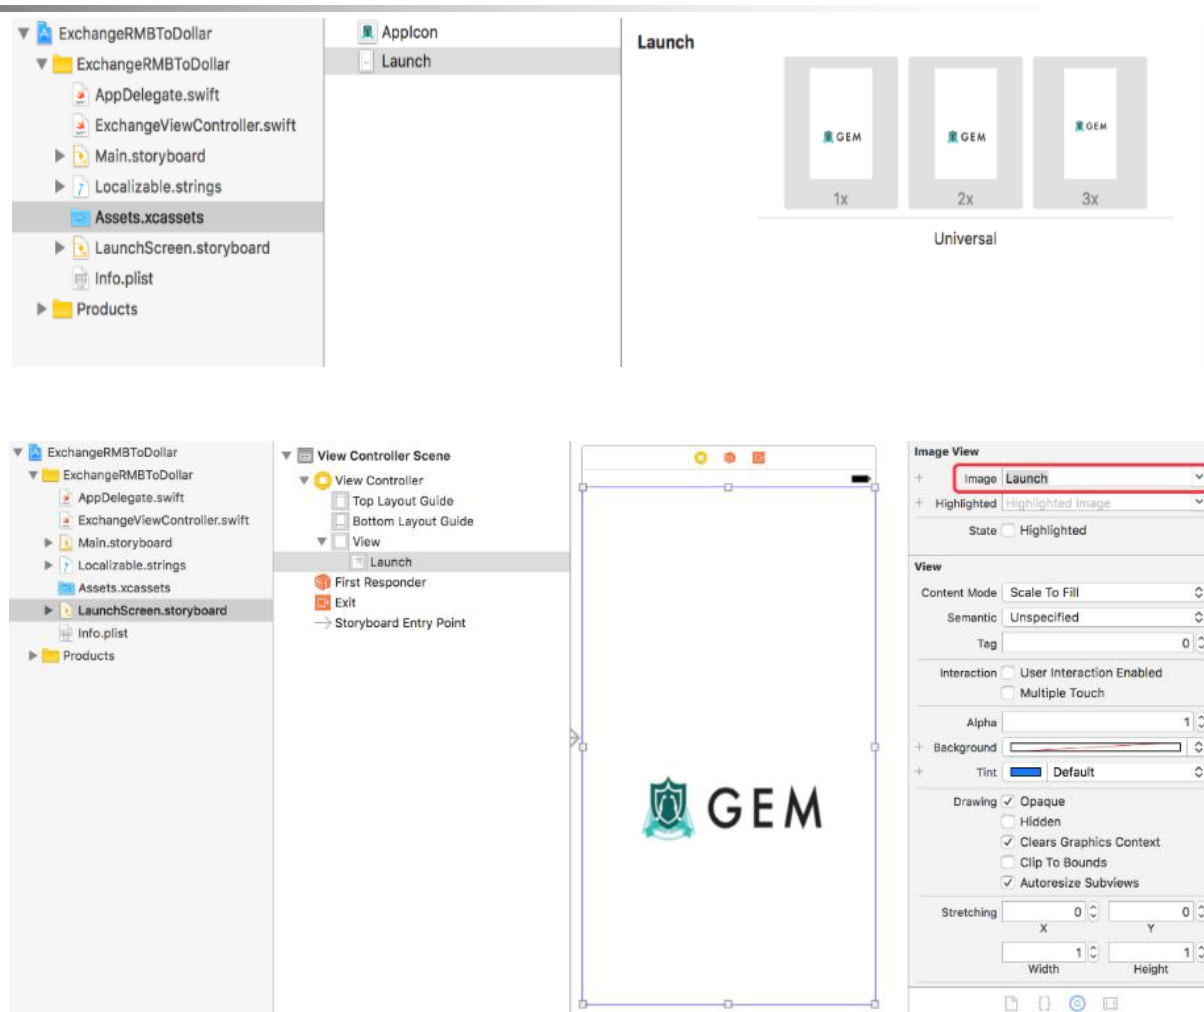 ExchangeRMBToDollar
ExchangeRMBToDollar
AppDelegate.swift
ExchangeViewController.swift
Main.storyboard
Localizable.strings
Assets.xcassets
LaunchScreen.storyboard
Info.plist
Products
AppIcon
Launch
Launch
GEM
GEM
GEM
1x
2x
3x
Universal
ExchangeRMBToDollar
ExchangeRMBToDollar
AppDelegate.swift
ExchangeViewController.swift
Main.storyboard
Localizable.strings
Assets.xcassets
LaunchScreen.storyboard
Info.plist
Products
View Controller Scene
View Controller
Top Layout Guide
Bottom Layout Guide
View
Launch
First Responder
Exit
Storyboard Entry Point
GEM
Image View
Image Launch
Highlighted Highlighted Image
State Highlighted
View
Content Mode Scale To Fill
Semantic Unspecified
Tag 0
Interaction User Interaction Enabled
Multiple Touch
Alpha 1
Background
Tint Default
Drawing Opaque
Hidden
Clears Graphics Context
Clip To Bounds
Autoresize Subviews
Stretching 0 0
X Y
1 1
Width Height